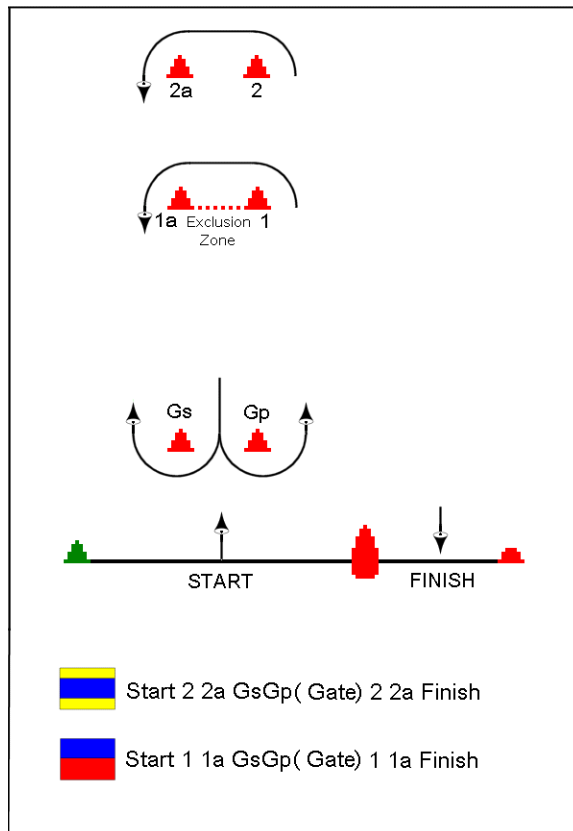 2a 2
1a Exclusion Zone 1
Gs Gp
START FINISH
Start 2 2a GsGp( Gate) 2 2a Finish
Start 1 1a GsGp( Gate) 1 1a Finish